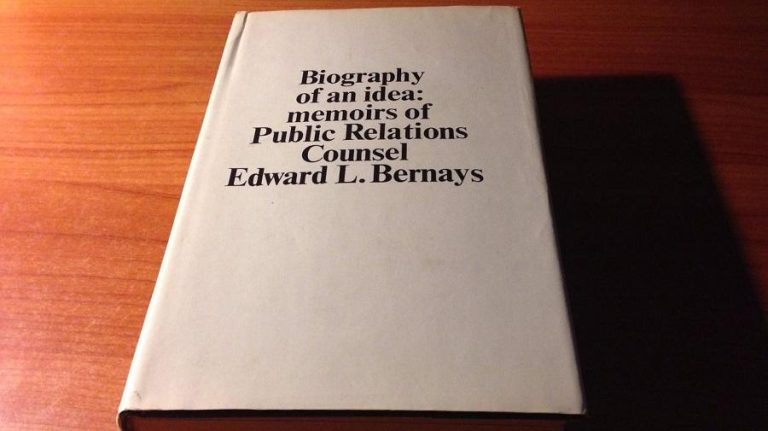 Biography
of an idea:
memoirs of
Public Relations
Counsel
Edward L. Bernays